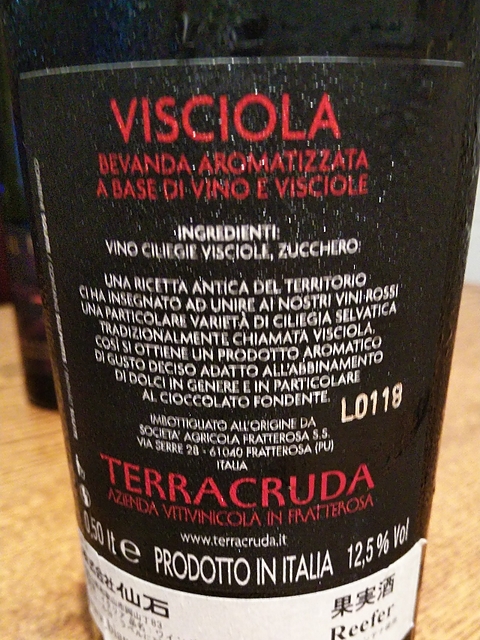 VISCIOLA
BEVANDA AROMATIZZATA
A BASE DI VINO E VISCIOLE
INGREDIENTI:
VINO CILIEGIE VISCIOLE, ZUCCHERO
UNA RICETTA ANTICA DEL TERRITORIO
CI HA INSEGNATO AD UNIRE AI NOSTRI VINI ROSSI
UNA PARTICOLARE VARIETÀ DI CILIEGIA SELVATICA
TRADIZIONALMENTE CHIAMATA VISCIOLA,
COSÌ SI OTTIENE UN PRODOTTO AROMATICO
DI GUSTO DECISO ADATTO ALL'ABBINAMENTO
DI DOLCI IN GENERE E IN PARTICOLARE
AL CIOCCOLATO FONDENTE.
L0118
IMBOTTIGLIATO ALL'ORIGINE DA
SOCIETA' AGRICOLA FRATTEROSA S.S.
VIA SERRE 28 - 61040 FRATTEROSA (PU)
ITALIA
TERRACRUDA
AZIENDA VITIVINICOLA IN FRATTEROSA
www.terracruda.it
0,50 lt e PRODOTTO IN ITALIA 12,5% Vol
仙石
果実酒
Reefer